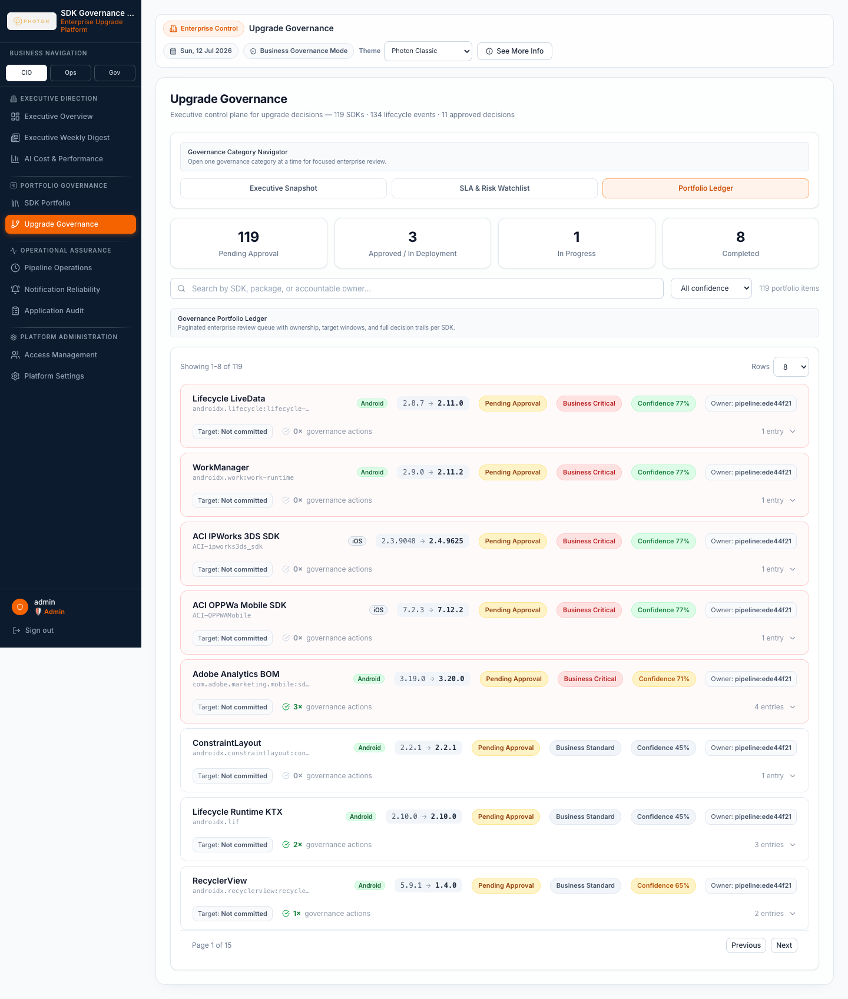 PHOTON
SDK Governance ...
Enterprise Upgrade
Platform
BUSINESS NAVIGATION
CIO
Ops
Gov
EXECUTIVE DIRECTION
Executive Overview
Executive Weekly Digest
AI Cost & Performance
PORTFOLIO GOVERNANCE
SDK Portfolio
Upgrade Governance
OPERATIONAL ASSURANCE
Pipeline Operations
Notification Reliability
Application Audit
PLATFORM ADMINISTRATION
Access Management
Platform Settings
admin
Admin
Sign out
Enterprise Control Upgrade Governance
Sun, 12 Jul 2026 Business Governance Mode Theme Photon Classic See More Info
Upgrade Governance
Executive control plane for upgrade decisions — 119 SDKs · 134 lifecycle events · 11 approved decisions
Governance Category Navigator
Open one governance category at a time for focused enterprise review.
Executive Snapshot SLA & Risk Watchlist Portfolio Ledger
119 3 1 8
Pending Approval Approved / In Deployment In Progress Completed
Search by SDK, package, or accountable owner... All confidence 119 portfolio items
Governance Portfolio Ledger
Paginated enterprise review queue with ownership, target windows, and full decision trails per SDK.
Showing 1-8 of 119 Rows 8
Lifecycle LiveData
androidx.lifecycle:lifecycle-…
Android 2.8.7 → 2.11.0 Pending Approval Business Critical Confidence 77% Owner: pipeline:ede44f21
Target: Not committed 0× governance actions 1 entry
WorkManager
androidx.work:work-runtime
Android 2.9.0 → 2.11.2 Pending Approval Business Critical Confidence 77% Owner: pipeline:ede44f21
Target: Not committed 0× governance actions 1 entry
ACI IPWorks 3DS SDK
ACI-ipworks3ds_sdk
iOS 2.3.9048 → 2.4.9625 Pending Approval Business Critical Confidence 77% Owner: pipeline:ede44f21
Target: Not committed 0× governance actions 1 entry
ACI OPPWa Mobile SDK
ACI-OPPWAMobile
iOS 7.2.3 → 7.12.2 Pending Approval Business Critical Confidence 77% Owner: pipeline:ede44f21
Target: Not committed 0× governance actions 1 entry
Adobe Analytics BOM
com.adobe.marketing.mobile:sd…
Android 3.19.0 → 3.20.0 Pending Approval Business Critical Confidence 71% Owner: pipeline:ede44f21
Target: Not committed 3× governance actions 4 entries
ConstraintLayout
androidx.constraintlayout:con…
Android 2.2.1 → 2.2.1 Pending Approval Business Standard Confidence 45% Owner: pipeline:ede44f21
Target: Not committed 0× governance actions 1 entry
Lifecycle Runtime KTX
androidx.lif
Android 2.10.0 → 2.10.0 Pending Approval Business Standard Confidence 45% Owner: pipeline:ede44f21
Target: Not committed 2× governance actions 3 entries
RecyclerView
androidx.recyclerview:recycle…
Android 5.9.1 → 1.4.0 Pending Approval Business Standard Confidence 65% Owner: pipeline:ede44f21
Target: Not committed 1× governance actions 2 entries
Page 1 of 15 Previous Next